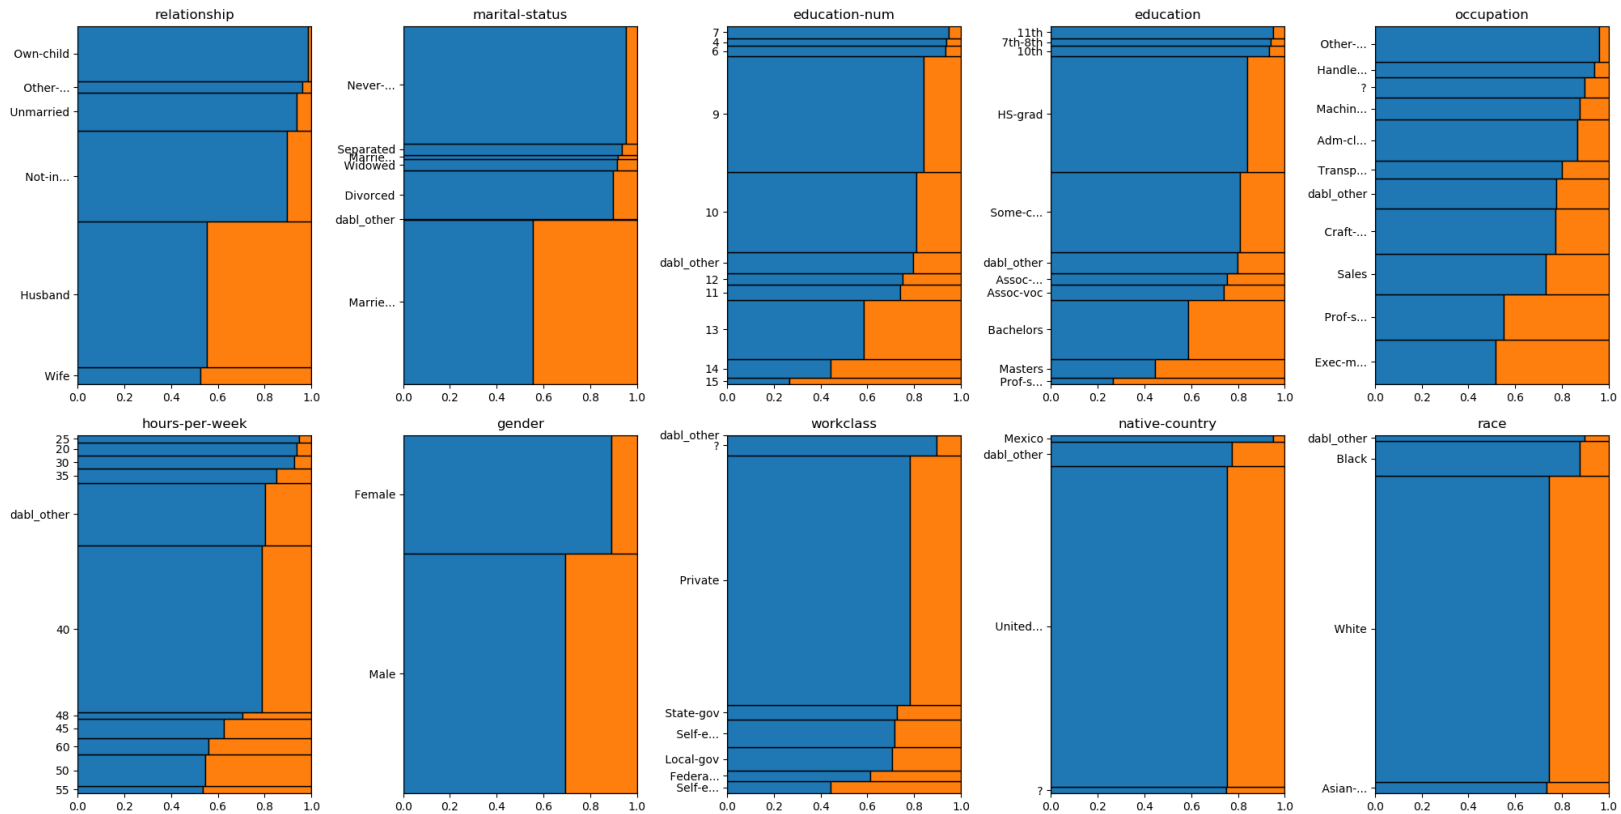 relationship
Own-child
Other-...
Unmarried
Not-in...
Husband
Wife
0.0 0.2 0.4 0.6 0.8 1.0
marital-status
Never-...
Separated
Marrie...
Widowed
Divorced
dabl_other
Marrie...
0.0 0.2 0.4 0.6 0.8 1.0
education-num
7
4
6
9
10
dabl_other
12
11
13
14
15
0.0 0.2 0.4 0.6 0.8 1.0
education
11th
7th-8th
10th
HS-grad
Some-c...
dabl_other
Assoc-...
Assoc-voc
Bachelors
Masters
Prof-s...
0.0 0.2 0.4 0.6 0.8 1.0
occupation
Other-...
Handle...
?
Machin...
Adm-cl...
Transp...
dabl_other
Craft-...
Sales
Prof-s...
Exec-m...
0.0 0.2 0.4 0.6 0.8 1.0
hours-per-week
25
20
30
35
dabl_other
40
48
45
60
50
55
0.0 0.2 0.4 0.6 0.8 1.0
gender
Female
Male
0.0 0.2 0.4 0.6 0.8 1.0
workclass
dabl_other
?
Private
State-gov
Self-e...
Local-gov
Federa...
Self-e...
0.0 0.2 0.4 0.6 0.8 1.0
native-country
Mexico
dabl_other
United...
?
0.0 0.2 0.4 0.6 0.8 1.0
race
dabl_other
Black
White
Asian-...
0.0 0.2 0.4 0.6 0.8 1.0